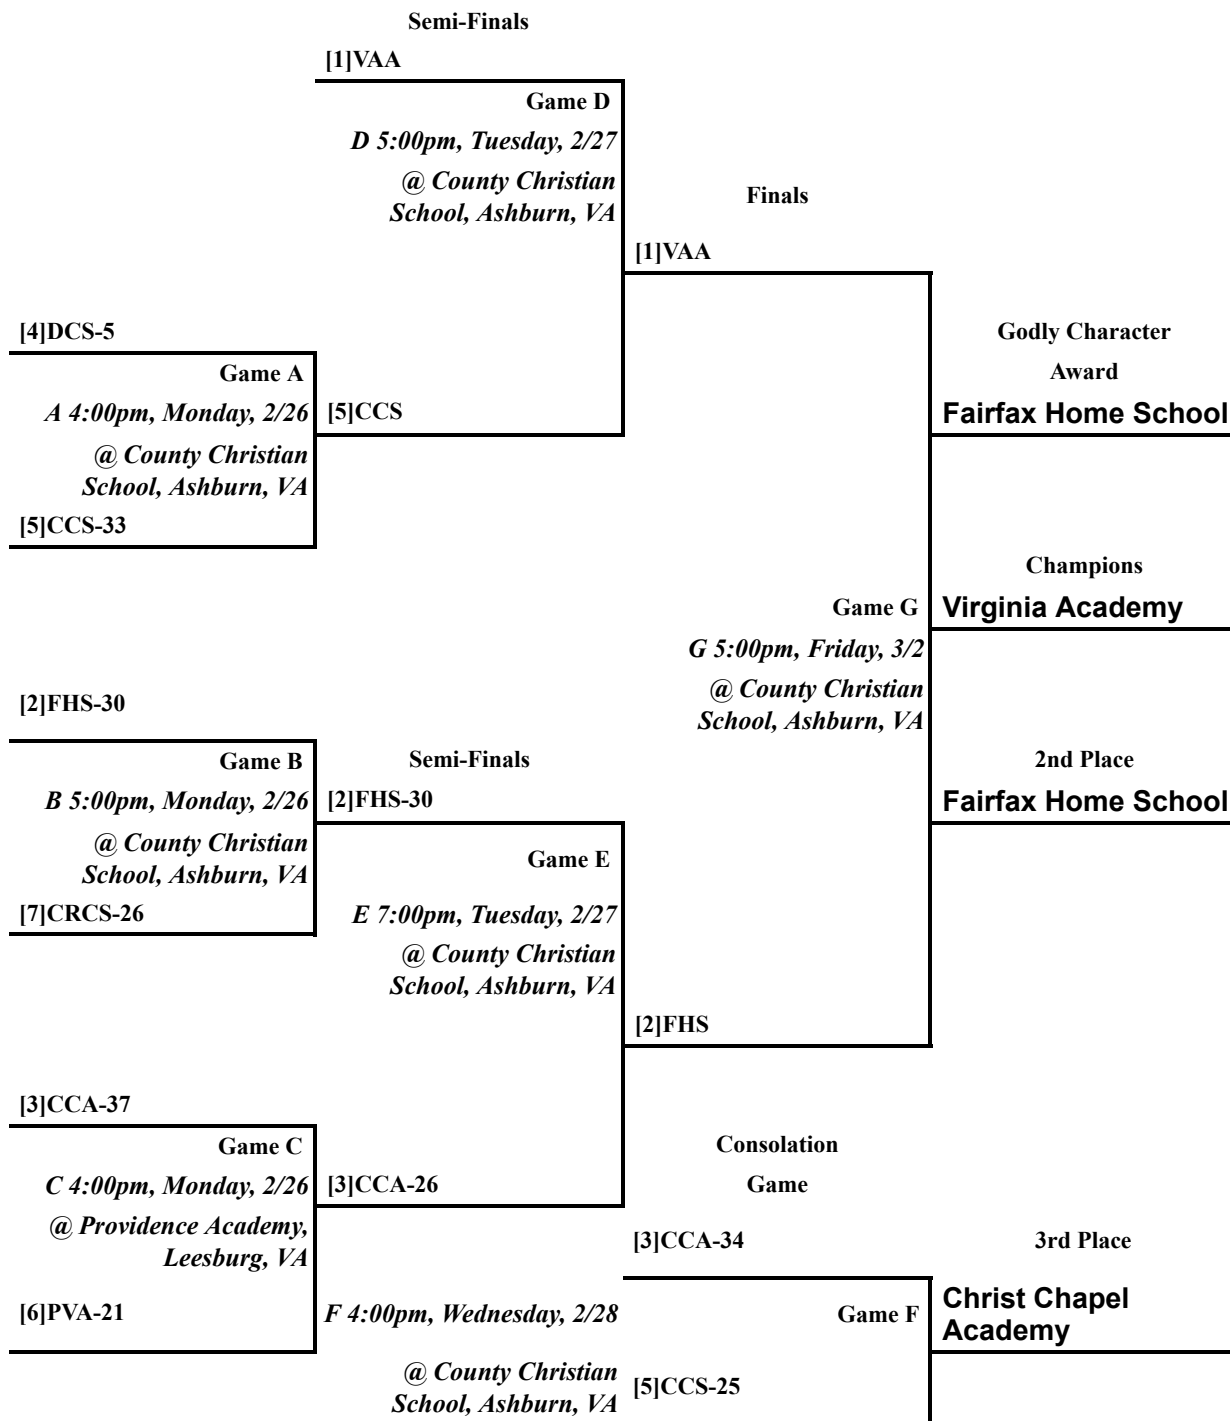 Semi-Finals
[1]VAA
Game D
D 5:00pm, Tuesday, 2/27
@ County Christian
School, Ashburn, VA
Finals
[1]VAA
[4]DCS-5
Game A
A 4:00pm, Monday, 2/26
@ County Christian
School, Ashburn, VA
[5]CCS-33
[5]CCS
Godly Character
Award
Fairfax Home School
Champions
Virginia Academy
Game G
G 5:00pm, Friday, 3/2
@ County Christian
School, Ashburn, VA
[2]FHS-30
Game B
B 5:00pm, Monday, 2/26
@ County Christian
School, Ashburn, VA
[7]CRCS-26
Semi-Finals
[2]FHS-30
Game E
E 7:00pm, Tuesday, 2/27
@ County Christian
School, Ashburn, VA
2nd Place
Fairfax Home School
[2]FHS
[3]CCA-37
Game C
C 4:00pm, Monday, 2/26
@ Providence Academy,
Leesburg, VA
[6]PVA-21
[3]CCA-26
Consolation
Game
[3]CCA-34
F 4:00pm, Wednesday, 2/28
Game F
@ County Christian
School, Ashburn, VA
[5]CCS-25
3rd Place
Christ Chapel
Academy